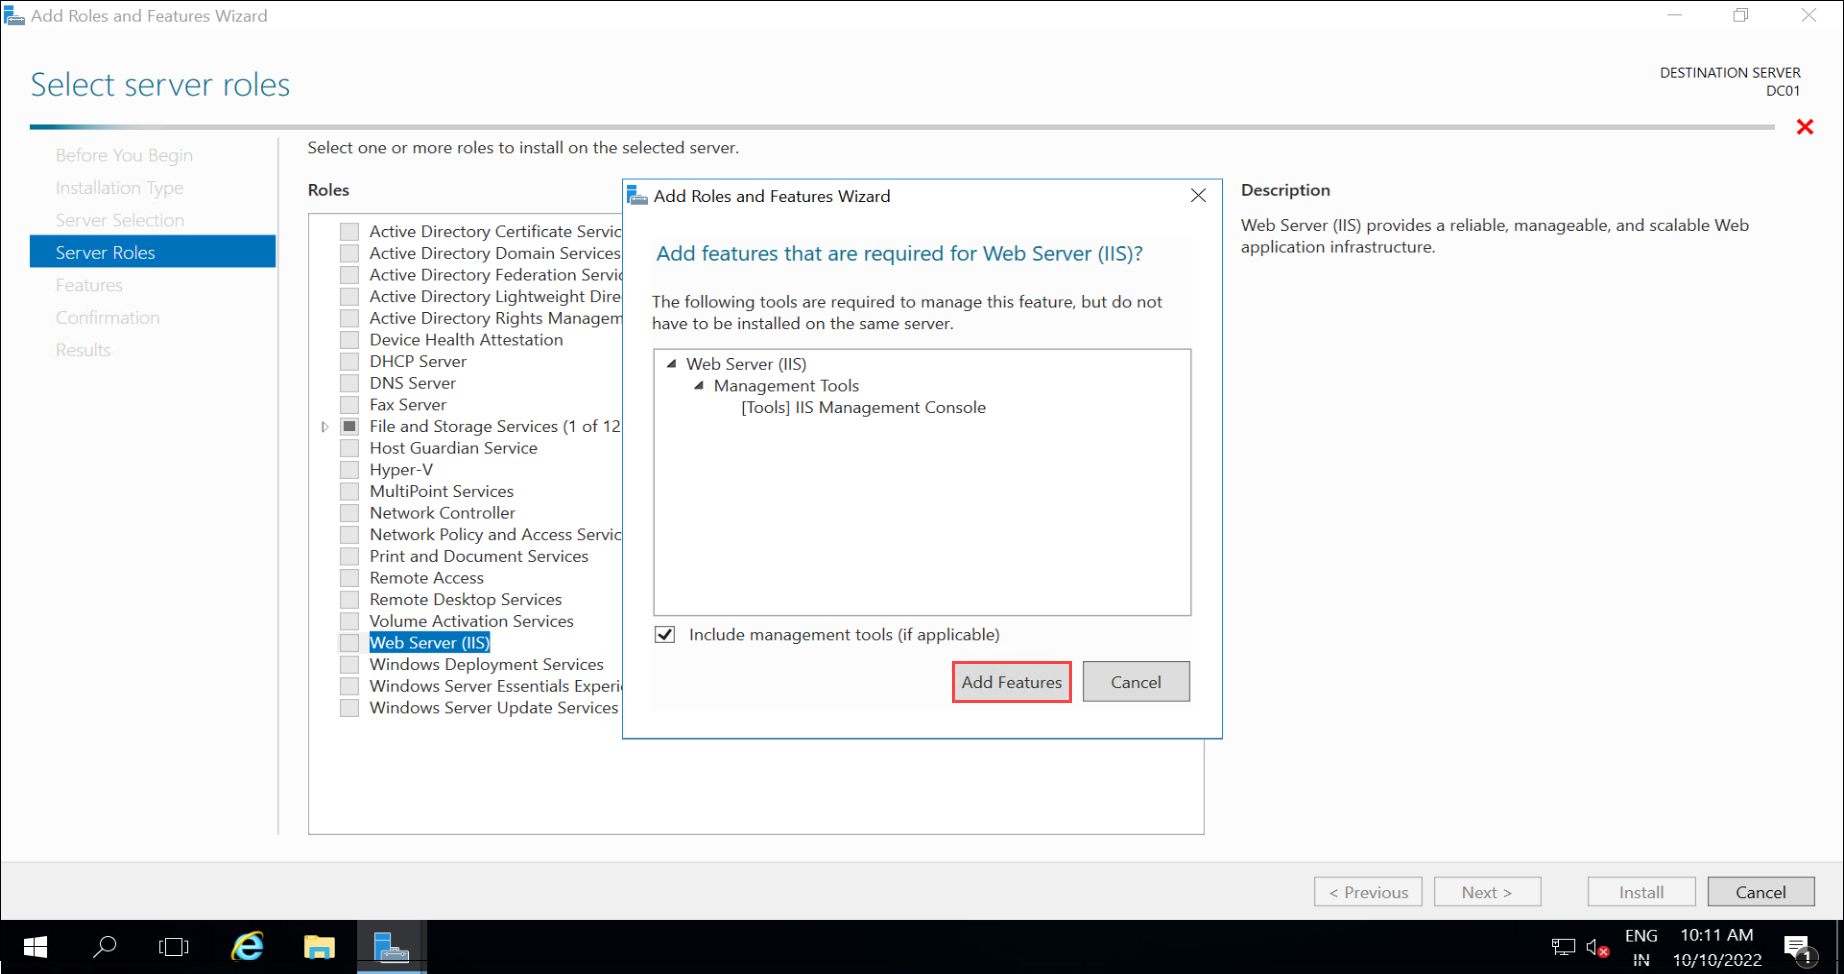 Add Roles and Features Wizard
Select server roles
DESTINATION SERVER
DC01
Before You Begin
Installation Type
Server Selection
Server Roles
Features
Confirmation
Results
Select one or more roles to install on the selected server.
Roles
Active Directory Certificate Servic
Active Directory Domain Services
Active Directory Federation Servic
Active Directory Lightweight Dire
Active Directory Rights Managem
Device Health Attestation
DHCP Server
DNS Server
Fax Server
File and Storage Services (1 of 12
Host Guardian Service
Hyper-V
MultiPoint Services
Network Controller
Network Policy and Access Servic
Print and Document Services
Remote Access
Remote Desktop Services
Volume Activation Services
Web Server (IIS)
Windows Deployment Services
Windows Server Essentials Experi
Windows Server Update Services
Add Roles and Features Wizard
Add features that are required for Web Server (IIS)?
The following tools are required to manage this feature, but do not
have to be installed on the same server.
Web Server (IIS)
Management Tools
[Tools] IIS Management Console
Include management tools (if applicable)
Add Features
Cancel
Description
Web Server (IIS) provides a reliable, manageable, and scalable Web
application infrastructure.
< Previous
Next >
Install
Cancel
ENG
IN
10:11 AM
10/10/2022
1